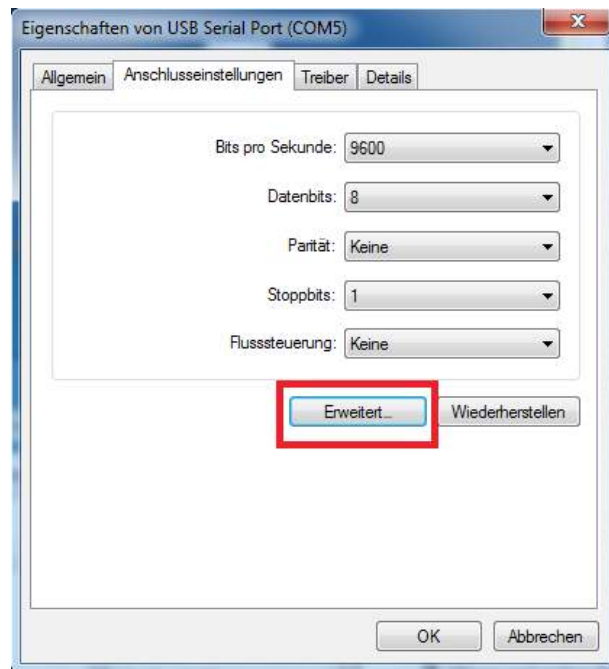 Eigenschaften von USB Serial Port (COM5)
Allgemein Anschlusseinstellungen Treiber Details
Bits pro Sekunde: 9600
Datenbits: 8
Parität: Keine
Stoppbits: 1
Flusssteuerung: Keine
Erweitert... Wiederherstellen
OK Abbrechen